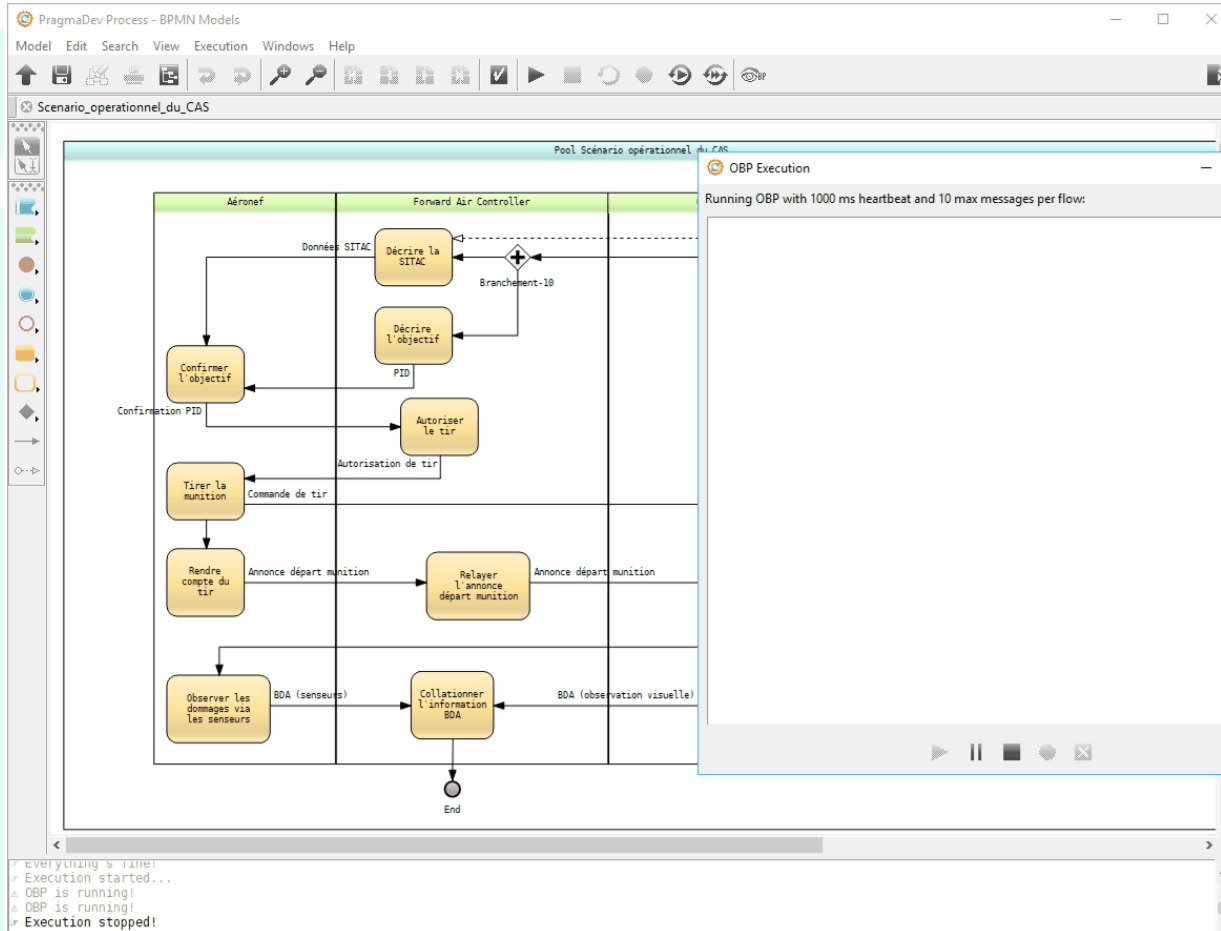 PragmaDev Process - BPMN Models
Model Edit Search View Execution Windows Help
BP
Scenario_operationnel_du_CAS
Pool Scénario opérationnel du CAS
OBP Execution
Running OBP with 1000 ms heartbeat and 10 max messages per flow:
Aéronef
Forward Air Controller
Données SITAC
Décrire la
SITAC
Branchement-10
Décrire
l'objectif
Confirmer
l'objectif
PID
Confirmation PID
Autoriser
le tir
Autorisation de tir
Tirer la
munition
Commande de tir
Rendre
compte du
tir
Annonce départ munition
Relayer
l'annonce
départ munition
Annonce départ munition
Observer les
dommages via
les senseurs
BDA (senseurs)
Collationner
l'information
BDA
BDA (observation visuelle)
End
Everything's fine!
Execution started...
OBP is running!
OBP is running!
Execution stopped!